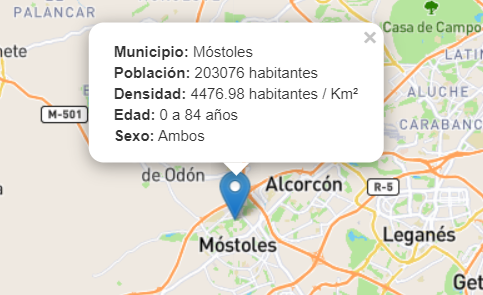 PALANCAR
Casa de Campo
nete
LATIN
Municipio: Móstoles
Población: 203076 habitantes
Densidad: 4476.98 habitantes / Km²
Edad: 0 a 84 años
Sexo: Ambos
×
M-501
ALUCHE
CARABANC
de Odón
Alcorcón
R-5
Móstoles
Leganés
Get